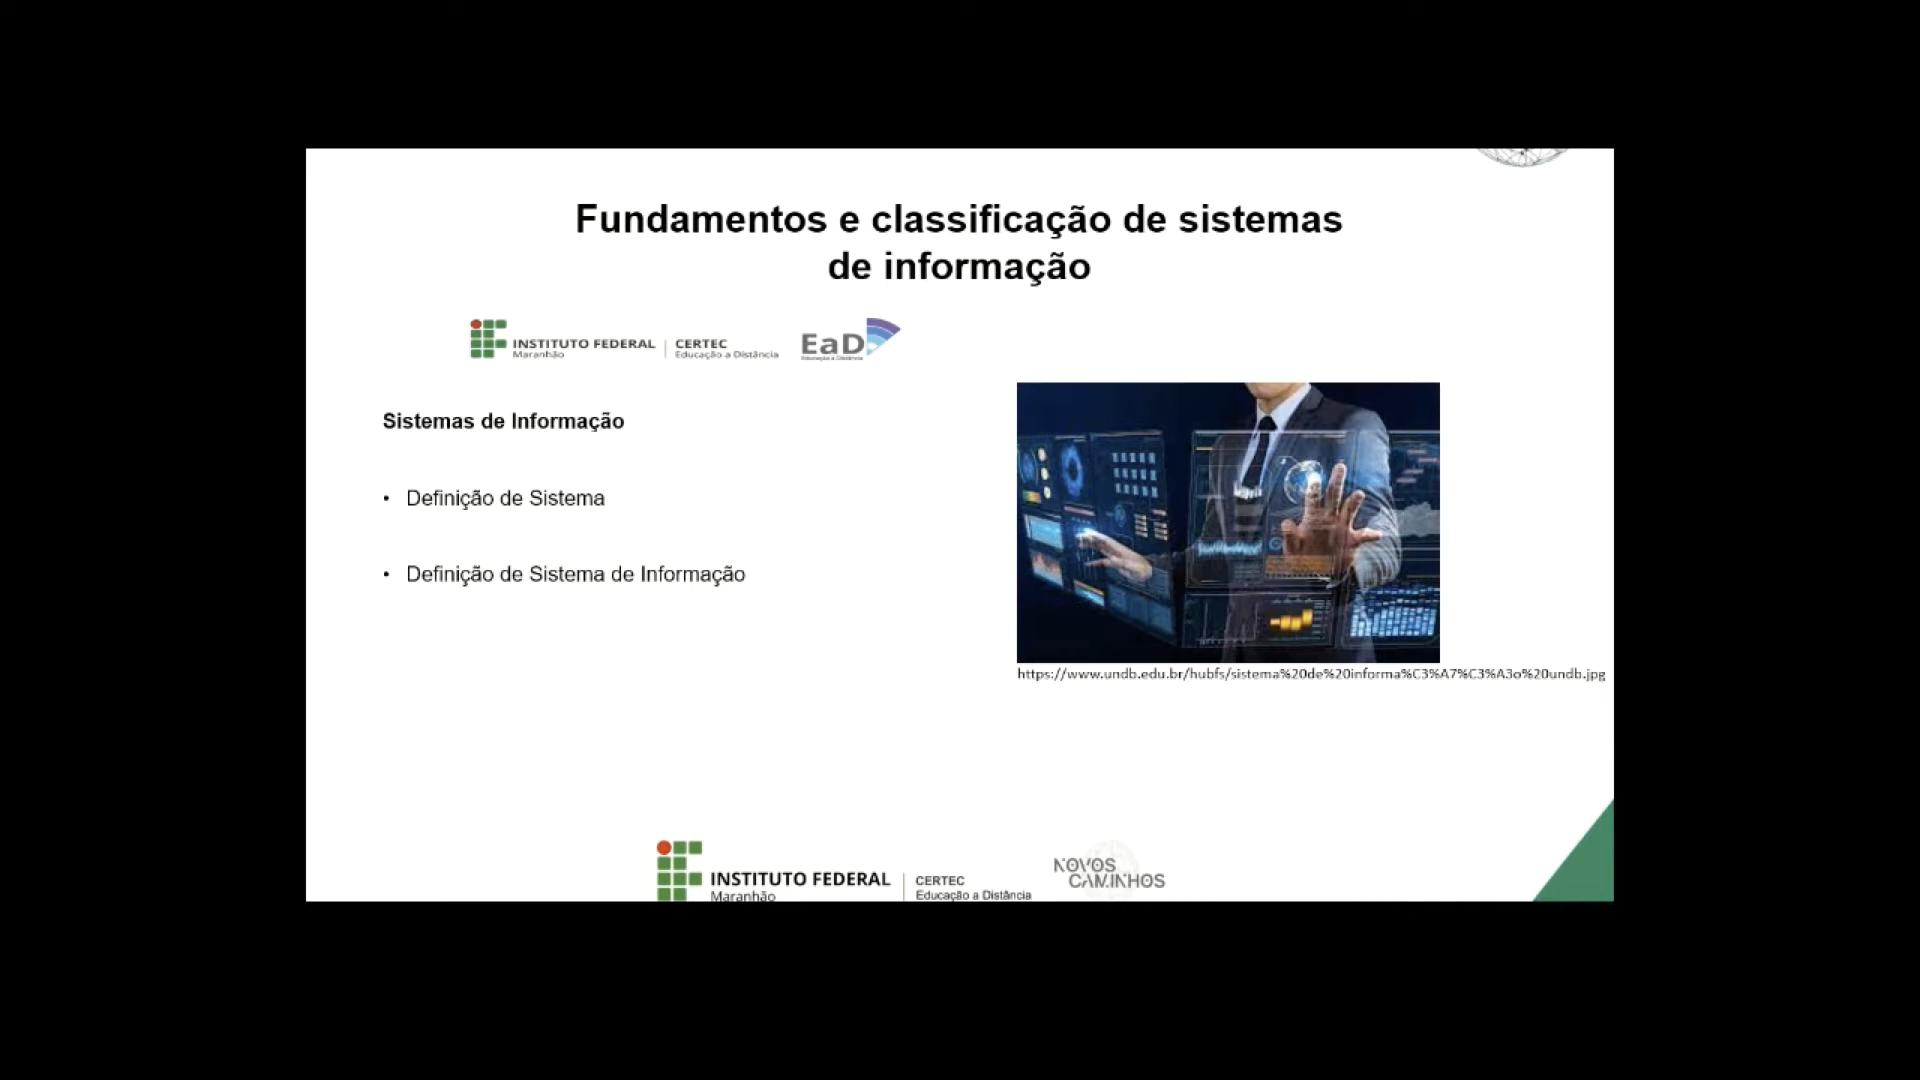 Fundamentos e classificação de sistemas
de informação
INSTITUTO FEDERAL
Maranhão
CERTEC
Educação a Distância
EaD
Educação a Distância
Sistemas de Informação
• Definição de Sistema
• Definição de Sistema de Informação
https://www.undb.edu.br/hubfs/sistema%20de%20informa%C3%A7%C3%A3o%20undb.jpg
INSTITUTO FEDERAL
Maranhão
CERTEC
Educação a Distância
NOVOS
CAMINHOS